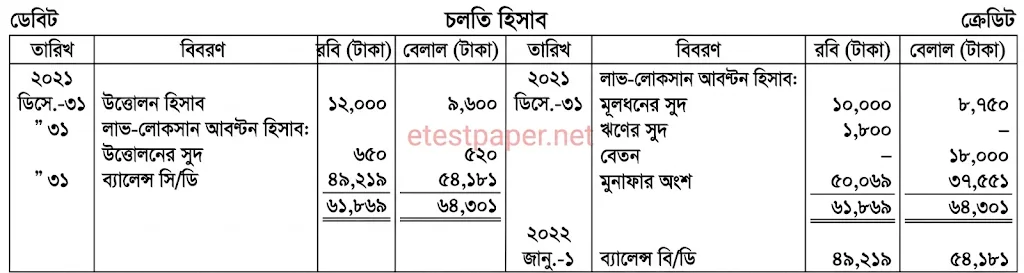 ডেবিট চলতি হিসাব ক্রেডিট
তারিখ বিবরণ রবি (টাকা) বেলাল (টাকা) তারিখ বিবরণ রবি (টাকা) বেলাল (টাকা)
২০২১ ২০২১ লাভ-লোকসান আবণ্টন হিসাব:
ডিসে.-৩১ উত্তোলন হিসাব ১২,০০০ ৯,৬০০ ডিসে.-৩১ মূলধনের সুদ ১০,০০০ ৮,৭৫০
” ৩১ লাভ-লোকসান আবণ্টন হিসাব: ঋণের সুদ ১,৮০০ –
etestpaper.net
উত্তোলনের সুদ ৬৫০ ৫২০ বেতন – ১৮,০০০
” ৩১ ব্যালেন্স সি/ডি ৪৯,২১৯ ৫৪,১৮১ মুনাফার অংশ ৫০,০৬৯ ৩৭,৫৫১
৬১,৮৬৯ ৬৪,৩০১ ৬১,৮৬৯ ৬৪,৩০১
২০২২
জানু.-১ ব্যালেন্স বি/ডি ৪৯,২১৯ ৫৪,১৮১